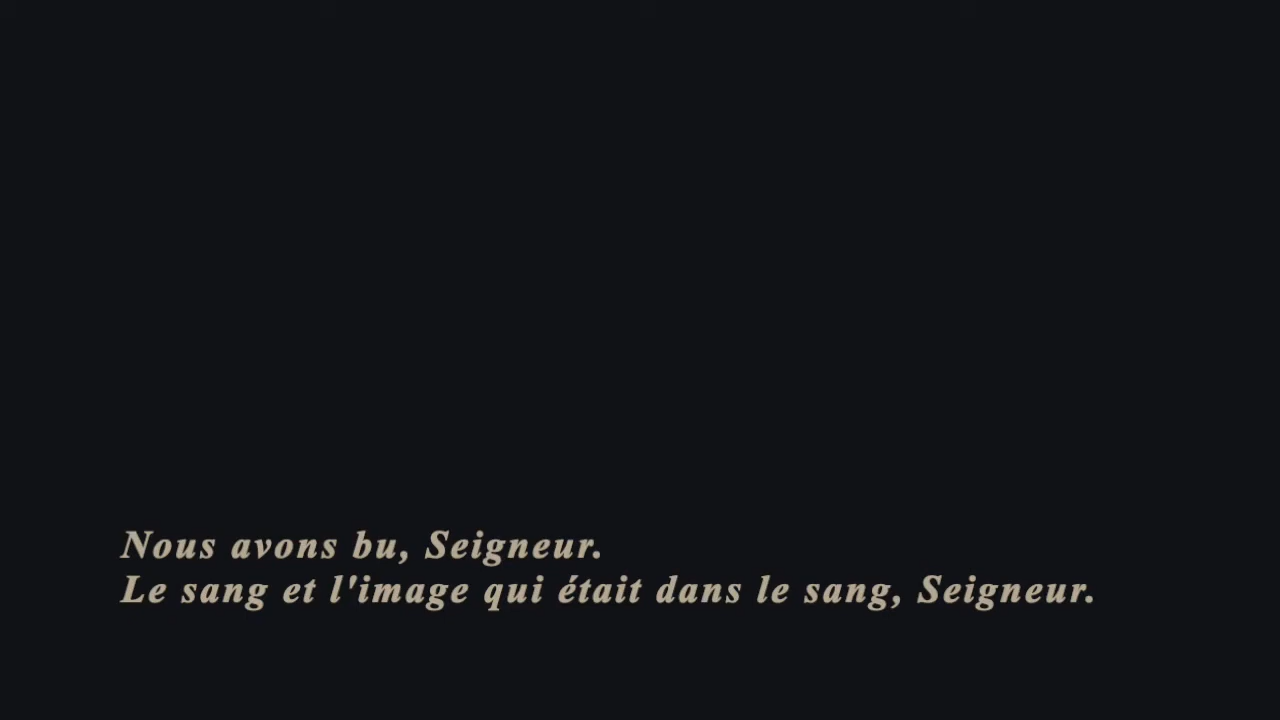 Nous avons bu, Seigneur.
Le sang et l'image qui était dans le sang, Seigneur.